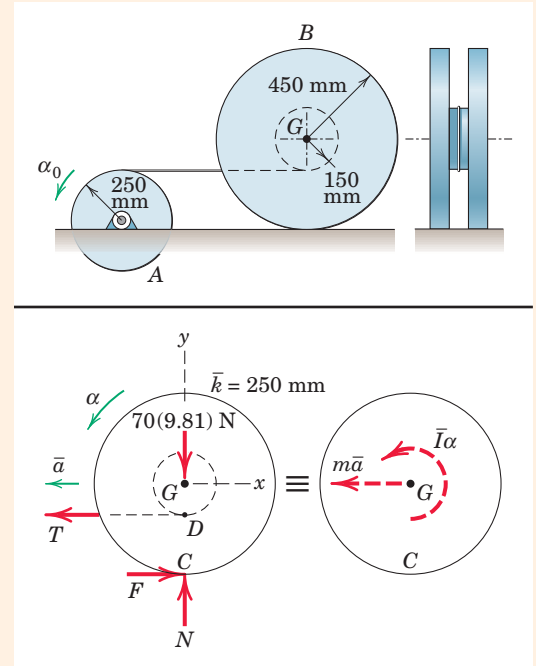 B
450 mm
G
α₀
250
mm
150
mm
A
y
α
k̄ = 250 mm
70(9.81) N
ā
G
x
≡
mā
Īα
G
T
D
C
C
F
N